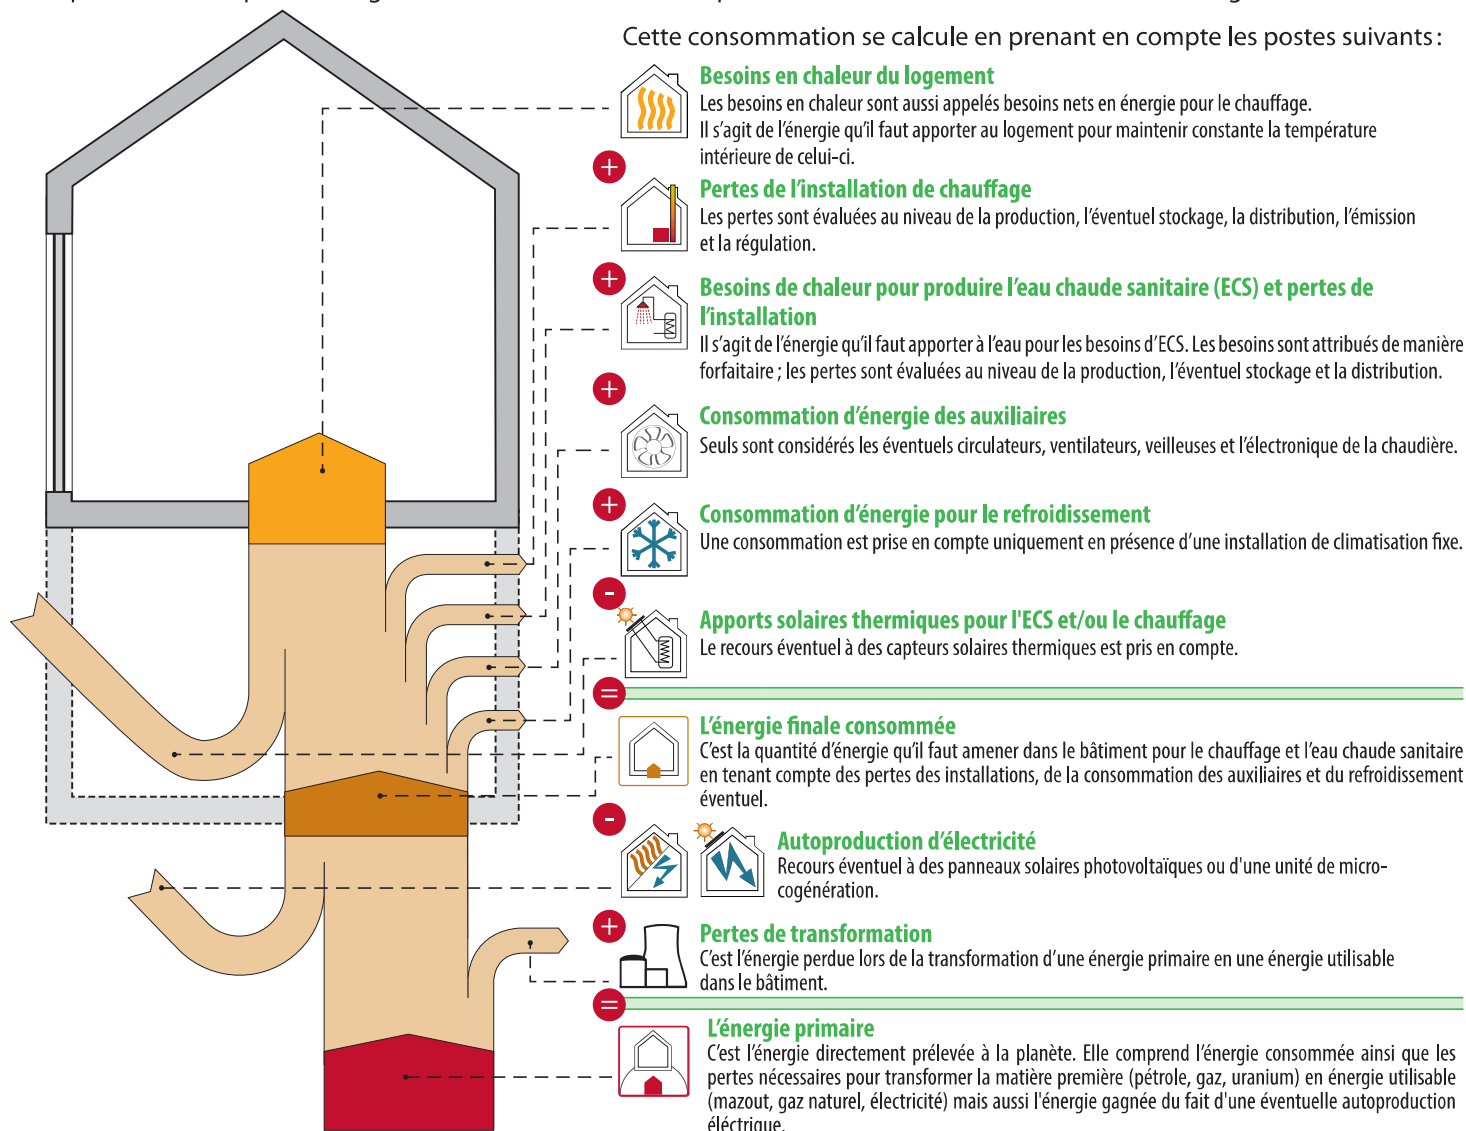 Cette consommation se calcule en prenant en compte les postes suivants :
Besoins en chaleur du logement
Les besoins en chaleur sont aussi appelés besoins nets en énergie pour le chauffage.
Il s'agit de l'énergie qu'il faut apporter au logement pour maintenir constante la température
intérieure de celui-ci.
+
Pertes de l'installation de chauffage
Les pertes sont évaluées au niveau de la production, l'éventuel stockage, la distribution, l'émission
et la régulation.
+
Besoins de chaleur pour produire l'eau chaude sanitaire (ECS) et pertes de
l'installation
Il s'agit de l'énergie qu'il faut apporter à l'eau pour les besoins d'ECS. Les besoins sont attribués de manière
forfaitaire ; les pertes sont évaluées au niveau de la production, l'éventuel stockage et la distribution.
+
Consommation d'énergie des auxiliaires
Seuls sont considérés les éventuels circulateurs, ventilateurs, veilleuses et l'électronique de la chaudière.
+
Consommation d'énergie pour le refroidissement
Une consommation est prise en compte uniquement en présence d'une installation de climatisation fixe.
-
Apports solaires thermiques pour l'ECS et/ou le chauffage
Le recours éventuel à des capteurs solaires thermiques est pris en compte.
=
L'énergie finale consommée
C'est la quantité d'énergie qu'il faut amener dans le bâtiment pour le chauffage et l'eau chaude sanitaire
en tenant compte des pertes des installations, de la consommation des auxiliaires et du refroidissement
éventuel.
-
Autoproduction d'électricité
Recours éventuel à des panneaux solaires photovoltaïques ou d'une unité de micro-
cogénération.
+
Pertes de transformation
C'est l'énergie perdue lors de la transformation d'une énergie primaire en une énergie utilisable
dans le bâtiment.
=
L'énergie primaire
C'est l'énergie directement prélevée à la planète. Elle comprend l'énergie consommée ainsi que les
pertes nécessaires pour transformer la matière première (pétrole, gaz, uranium) en énergie utilisable
(mazout, gaz naturel, électricité) mais aussi l'énergie gagnée du fait d'une éventuelle autoproduction
éléctrique.